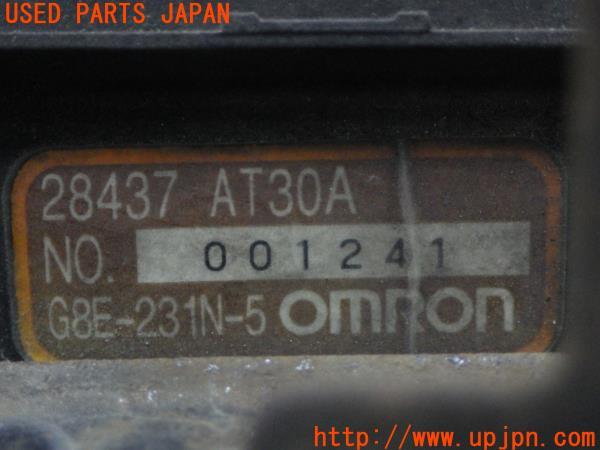 USED PARTS JAPAN
28437 AT30A
NO. 001241
G8E-231N-5 omron
http://www.upjpn.com